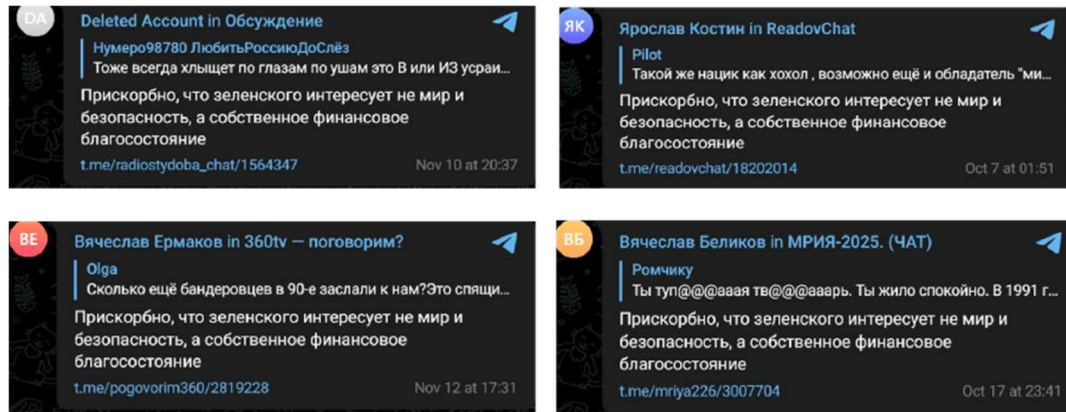 DA
Deleted Account in Обсуждение
Нумеро98780 ЛюбитьРоссиюДоСлёз
Тоже всегда хлыщет по глазам по ушам это В или ИЗ усраи...
Прискорбно, что зеленского интересует не мир и
безопасность, а собственное финансовое
благосостояние
t.me/radiostydoba_chat/1564347
Nov 10 at 20:37
ЯК
Ярослав Костин in ReadovChat
Pilot
Такой же нацик как хохол , возможно ещё и обладатель "ми...
Прискорбно, что зеленского интересует не мир и
безопасность, а собственное финансовое
благосостояние
t.me/readovchat/18202014
Oct 7 at 01:51
ВЕ
Вячеслав Ермаков in 360tv — поговорим?
Olga
Сколько ещё бандеровцев в 90-е заслали к нам?Это спящи...
Прискорбно, что зеленского интересует не мир и
безопасность, а собственное финансовое
благосостояние
t.me/pogovorim360/2819228
Nov 12 at 17:31
ВБ
Вячеслав Беликов in МРИЯ-2025. (ЧАТ)
Ромчику
Ты туп@@@ааая тв@@@ааарь. Ты жило спокойно. В 1991 г...
Прискорбно, что зеленского интересует не мир и
безопасность, а собственное финансовое
благосостояние
t.me/mriya226/3007704
Oct 17 at 23:41